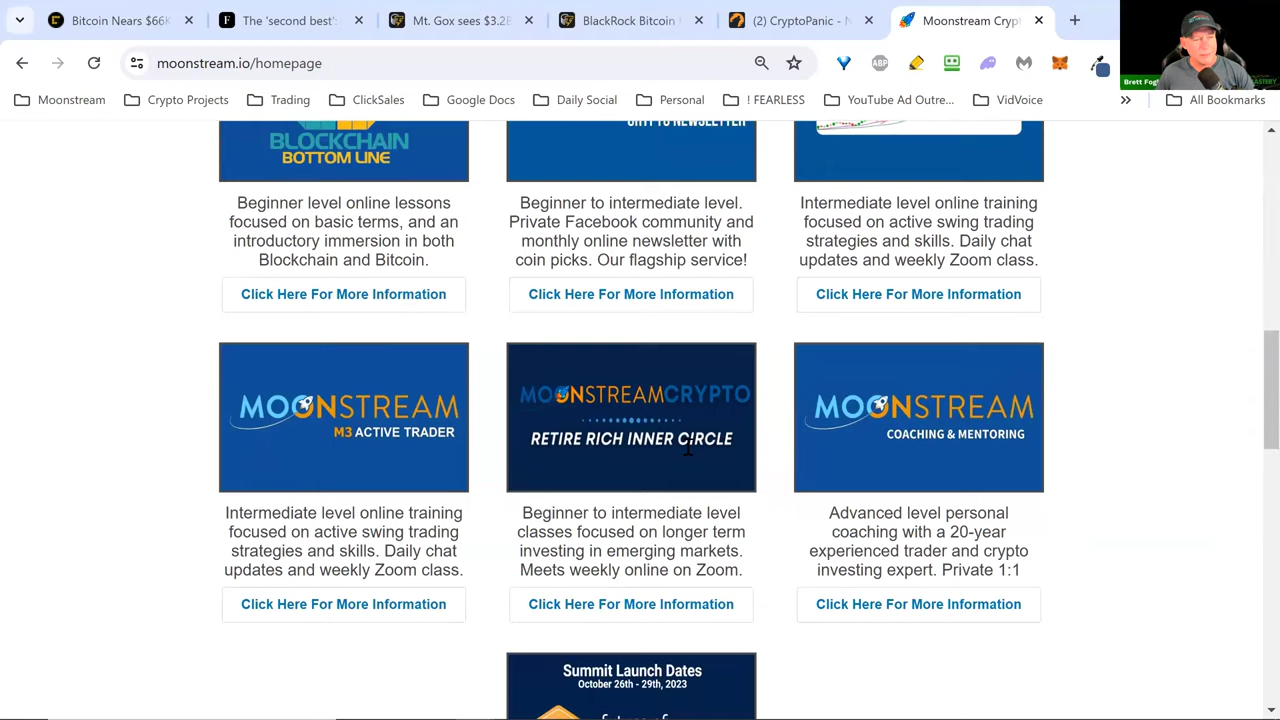 Bitcoin Nears $66K
The 'second best'
Mt. Gox sees $3.2B
BlackRock Bitcoin
(2) CryptoPanic - N
Moonstream Crypt
moonstream.io/homepage
ABP
Brett Fog
Moonstream
Crypto Projects
Trading
ClickSales
Google Docs
Daily Social
Personal
! FEARLESS
YouTube Ad Outre...
VidVoice
All Bookmarks
BLOCKCHAIN
BOTTOM LINE
CRYPTO NEWSLETTER
Beginner level online lessons
focused on basic terms, and an
introductory immersion in both
Blockchain and Bitcoin.
Click Here For More Information
Beginner to intermediate level.
Private Facebook community and
monthly online newsletter with
coin picks. Our flagship service!
Click Here For More Information
Intermediate level online training
focused on active swing trading
strategies and skills. Daily chat
updates and weekly Zoom class.
Click Here For More Information
MOONSTREAM
M3 ACTIVE TRADER
Intermediate level online training
focused on active swing trading
strategies and skills. Daily chat
updates and weekly Zoom class.
Click Here For More Information
MOONSTREAMCRYPTO
RETIRE RICH INNER CIRCLE
Beginner to intermediate level
classes focused on longer term
investing in emerging markets.
Meets weekly online on Zoom.
Click Here For More Information
MOONSTREAM
COACHING & MENTORING
Advanced level personal
coaching with a 20-year
experienced trader and crypto
investing expert. Private 1:1
Click Here For More Information
Summit Launch Dates
October 26th - 29th, 2023